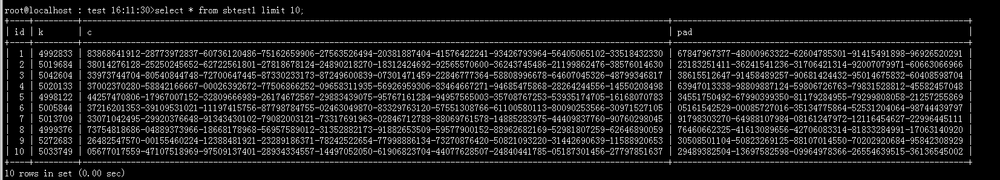 root@localhost : test 16:11:30>select * from sbtest1 limit 10;
| id | k | c | pad |
| 1 | 4992833 | 83868641912-28773972837-60736120486-75162659906-27563526494-20381887404-41576422241-93426793964-56405065102-33518432330 | 67847967377-48000963322-62604785301-91415491898-96926520291 |
| 2 | 5019684 | 38014276128-25250245652-62722561801-27818678124-24890218270-18312424692-92565570600-36243745486-21199862476-38576014630 | 23183251411-36241541236-31706421314-92007079971-60663066966 |
| 3 | 5042604 | 33973744704-80540844748-72700647445-87330233173-87249600839-07301471459-22846777364-58808996678-64607045326-48799346817 | 38615512647-91458489257-90681424432-95014675832-60408598704 |
| 4 | 5020133 | 37002370280-58842166667-00026392672-77506866252-09658311935-56926959306-83464667271-94685475868-28264244556-14550208498 | 63947013338-98809887124-59806726763-79831528812-45582457048 |
| 5 | 4998122 | 44257470806-17967007152-32809666989-26174672567-29883439075-95767161284-94957565003-35708767253-53935174705-16168070783 | 34551750492-67990399350-81179284955-79299808058-21257255869 |
| 6 | 5005844 | 37216201353-39109531021-11197415756-87798784755-02463049870-83329763120-57551308766-61100580113-80090253566-30971527105 | 05161542529-00085727016-35134775864-52531204064-98744439797 |
| 7 | 5013709 | 33071042495-29920376648-91343430102-79082003121-73317691963-02846712788-88069761578-14885283975-44409837760-90760298045 | 91798303270-64988107984-08161247972-12116454627-22996445111 |
| 8 | 4999376 | 73754818686-04889373966-18668178968-56957589012-31352882173-91882653509-59577900152-88962682169-52981807259-62646890059 | 76460662325-41613089656-42706083314-81833284991-17063140920 |
| 9 | 5272683 | 26482547570-00155460224-12388481921-23289186371-78242522654-77998886134-73270876420-50821093220-31442690639-11588920653 | 30508501104-50823269125-88107014550-70202920684-95842308929 |
| 10 | 5033749 | 05677017559-47107518969-97509137401-28934334557-14497052050-61906823704-44077628507-24840441785-05187301456-27797851637 | 29489382504-13697582598-09964978366-26554639515-36136545002 |
10 rows in set (0.00 sec)